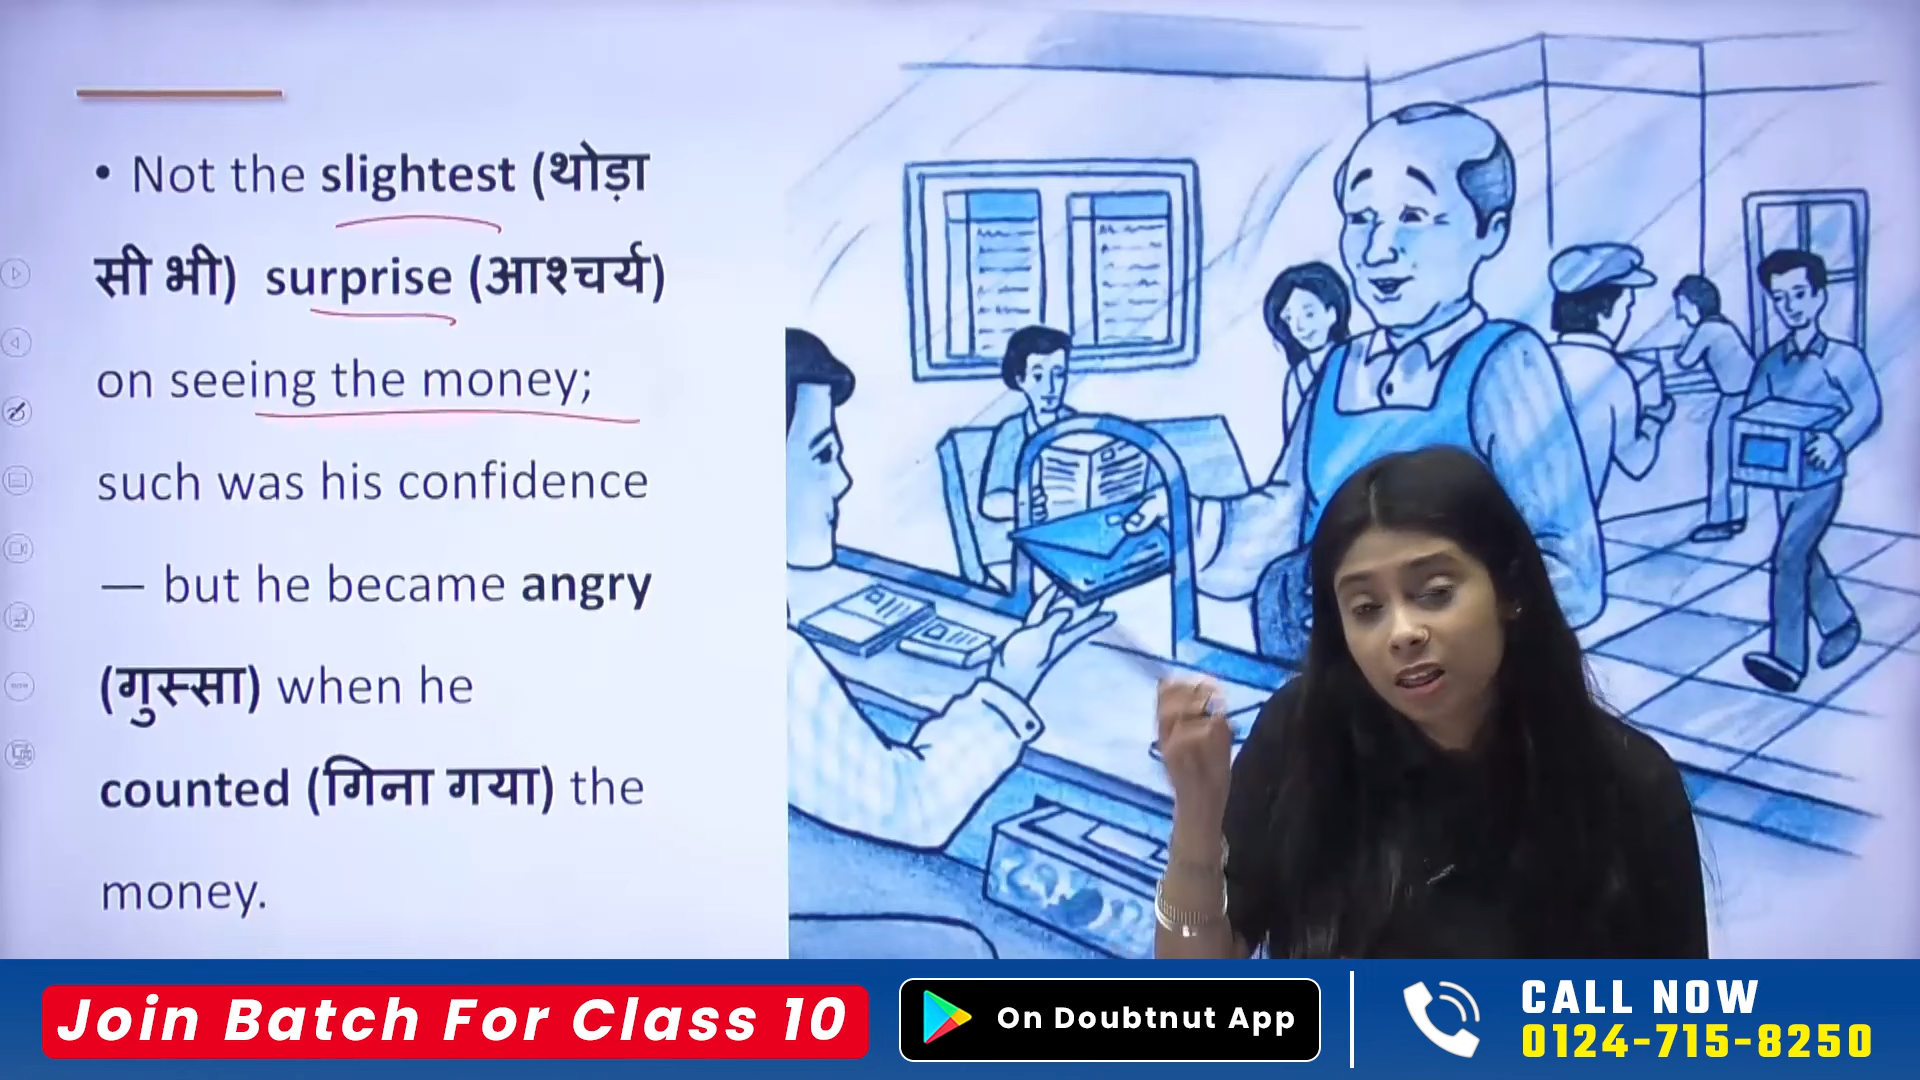 • Not the slightest (थोड़ा
सी भी) surprise (आश्चर्य)
on seeing the money;
such was his confidence
— but he became angry
(गुस्सा) when he
counted (गिना गया) the
money.
Join Batch For Class 10
On Doubtnut App
CALL NOW
0124-715-8250